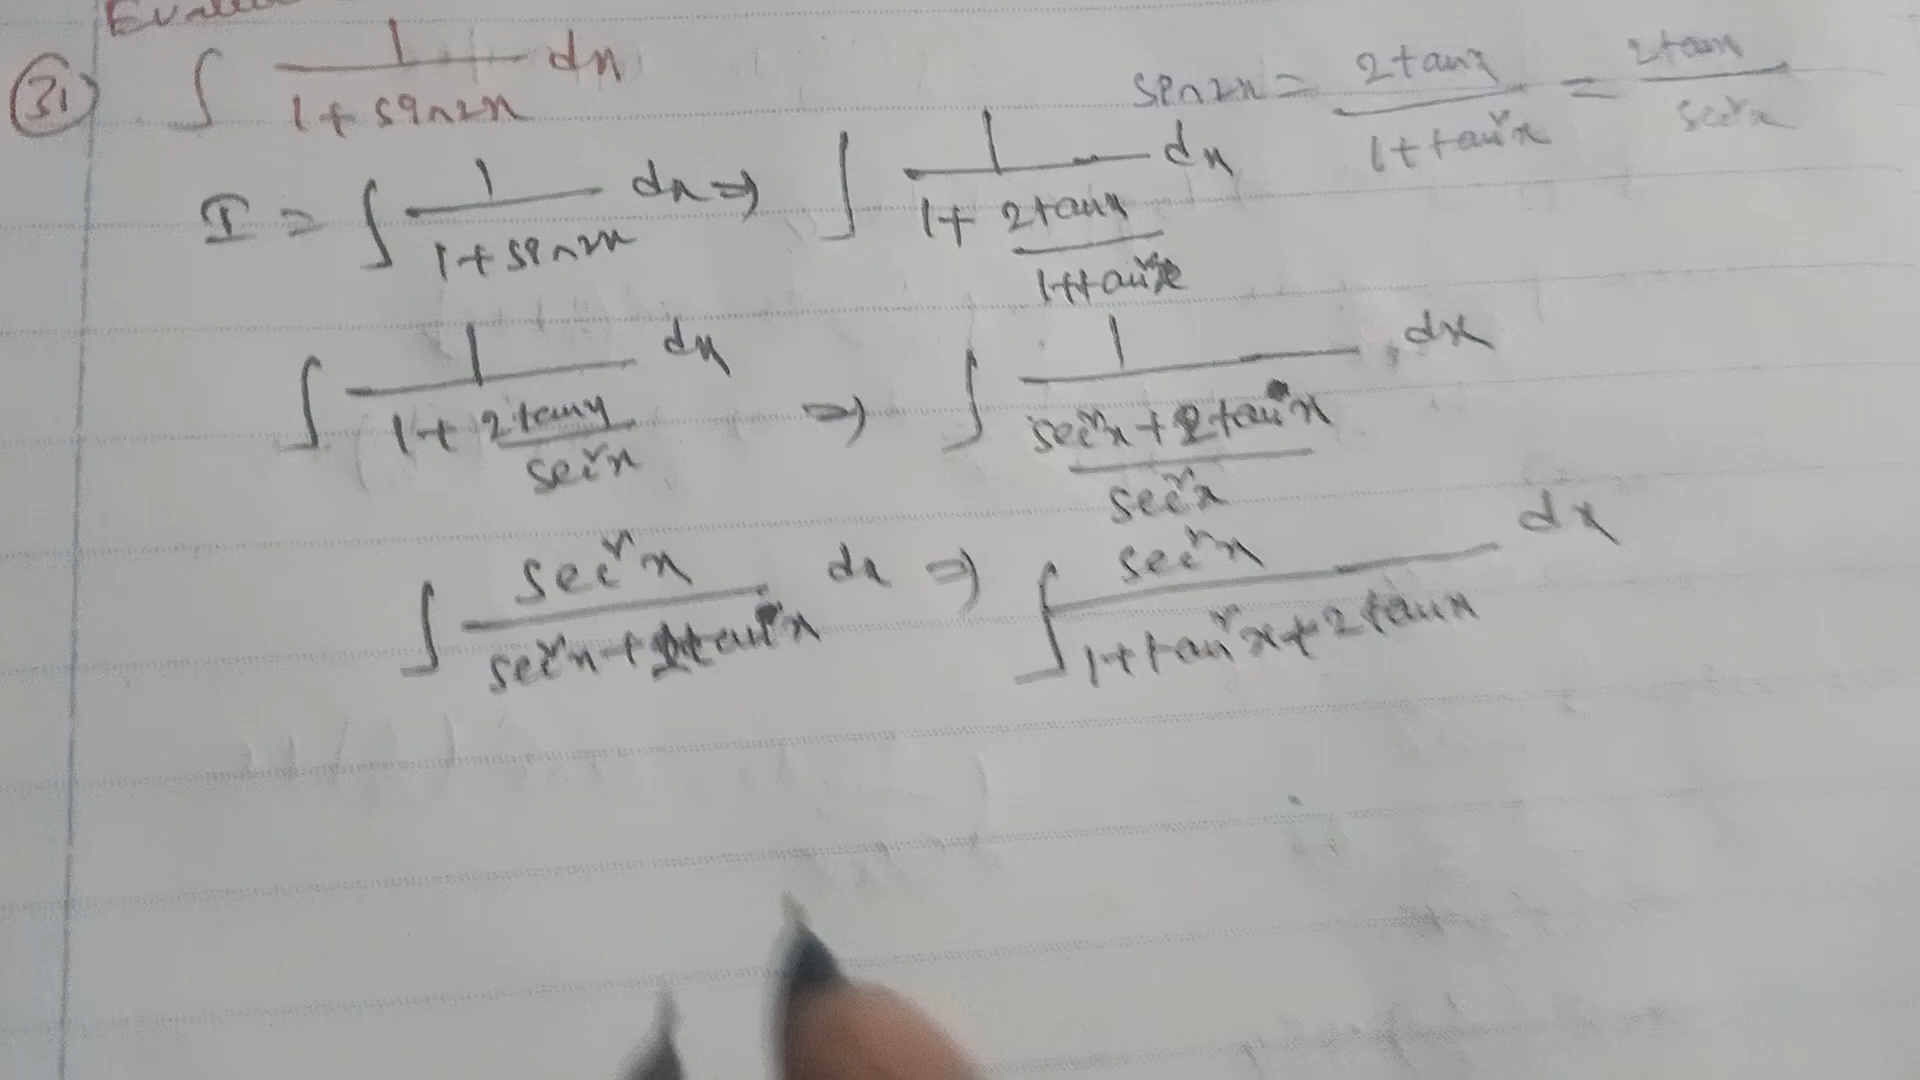 Evaluate
31 ∫ 1/(1+sin2x) dx
sin2x = 2tanx/(1+tan²x) = 2tanx/sec²x
I = ∫ 1/(1+sin2x) dx ⇒ ∫ 1/(1+ 2tanx/(1+tan²x)) dx
∫ 1/(1+ 2tanx/sec²x) dx ⇒ ∫ 1/((sec²x+2tanx)/sec²x) . dx
∫ sec²x/(sec²x+2tanx) dx ⇒ ∫ sec²x/(1+tan²x+2tanx) dx